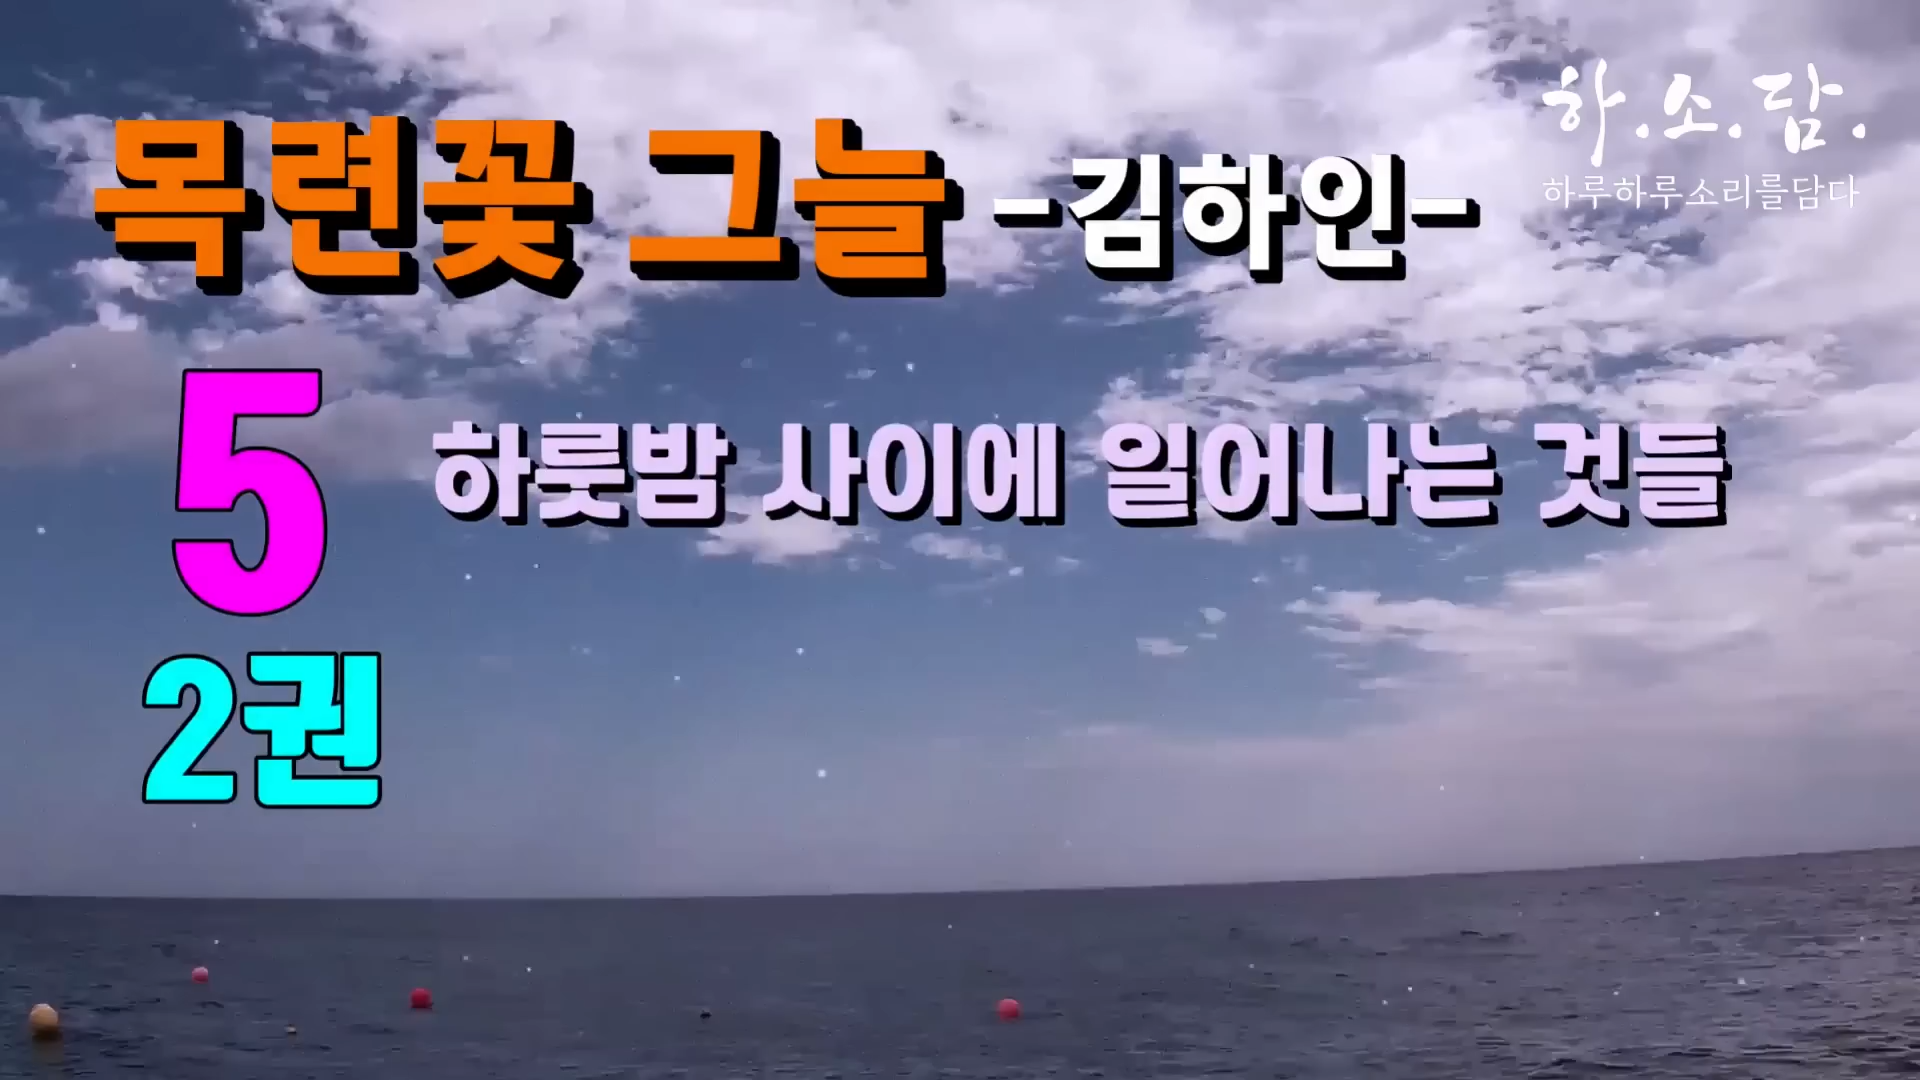 목련꽃 그늘 -김하인-
하.소.담.
하루하루소리를담다
5 하룻밤 사이에 일어나는 것들
2권